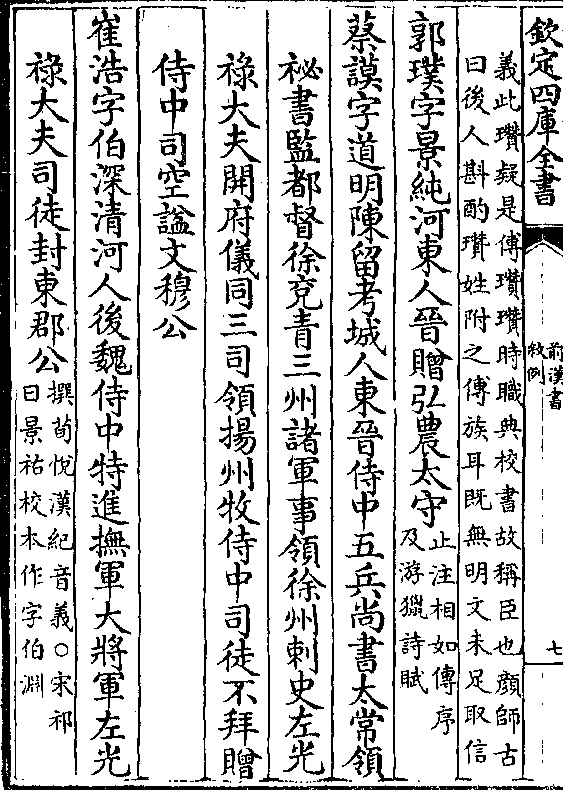 欽定四庫全書
前漢書
敘例
七
義此瓚疑是傅瓚瓚時職典校書故稱臣也顔師古
曰後人斟酌瓚姓附之傅族耳既無明文未足取信
郭璞字景純河東人晉贈弘農太守
止注相如傳序
及游獵詩賦
蔡謨字道明陳留考城人東晉侍中五兵尚書太常領
祕書監都督徐兗青三州諸軍事領徐州刺史左光
祿大夫開府儀同三司領揚州牧侍中司徒不拜贈
侍中司空諡文穆公
崔浩字伯深清河人後魏侍中特進撫軍大將軍左光
祿大夫司徒封東郡公
撰荀悅漢紀音義○宋祁
日景祐校本作字伯淵